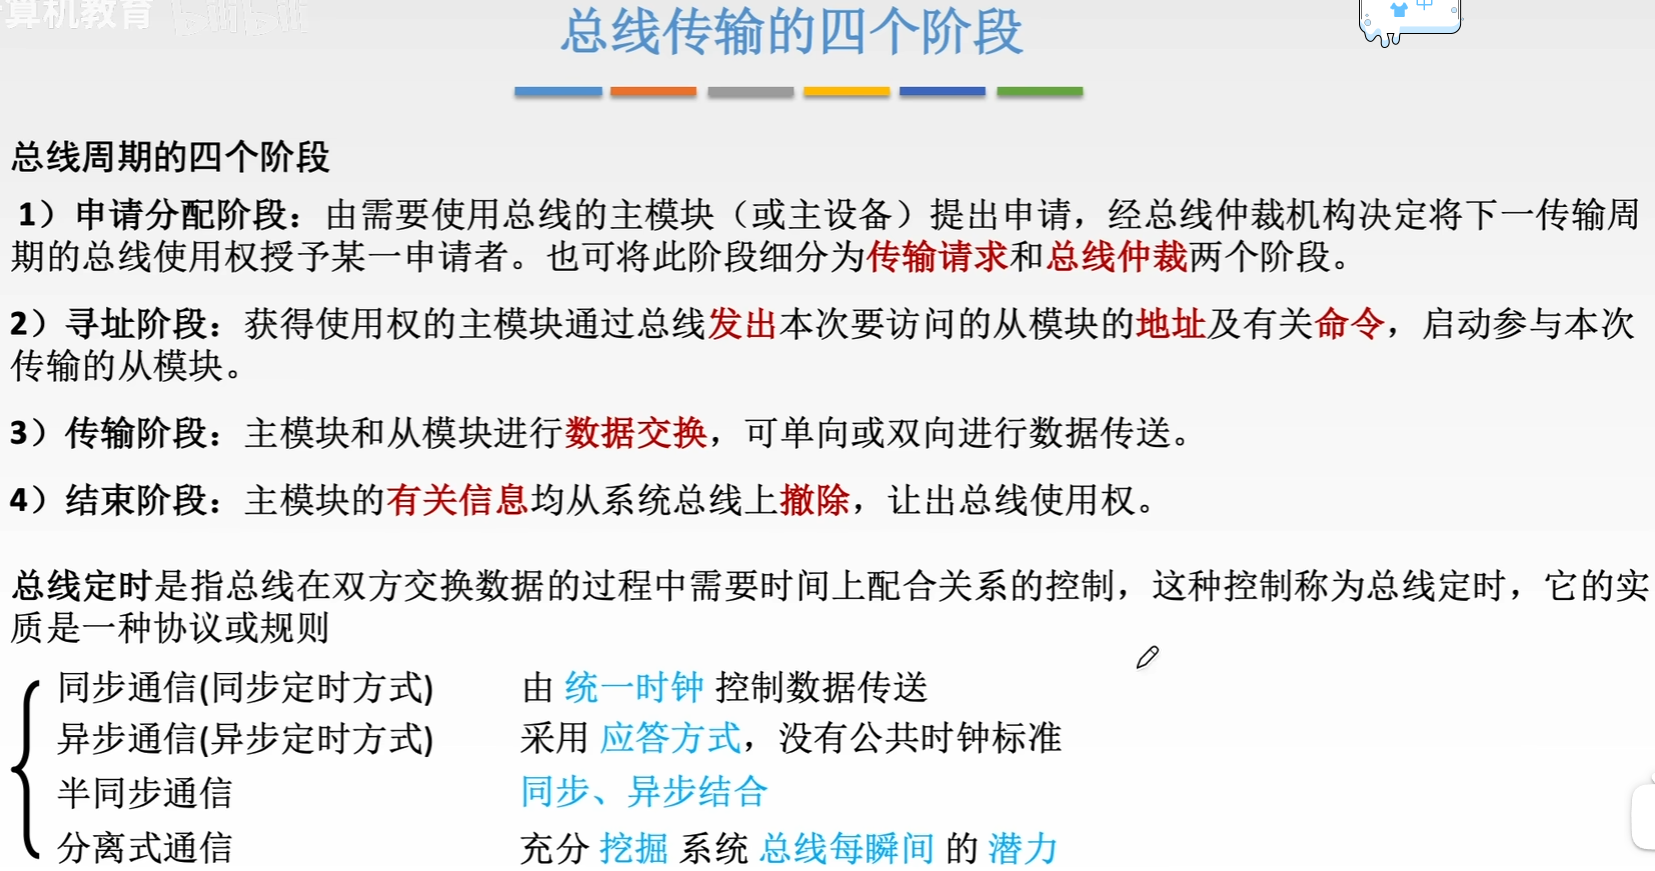 算机教育 bilibili
总线传输的四个阶段
中
总线周期的四个阶段
1）申请分配阶段：由需要使用总线的主模块（或主设备）提出申请，经总线仲裁机构决定将下一传输周
期的总线使用权授予某一申请者。也可将此阶段细分为传输请求和总线仲裁两个阶段。
2）寻址阶段：获得使用权的主模块通过总线发出本次要访问的从模块的地址及有关命令，启动参与本次
传输的从模块。
3）传输阶段：主模块和从模块进行数据交换，可单向或双向进行数据传送。
4）结束阶段：主模块的有关信息均从系统总线上撤除，让出总线使用权。
总线定时是指总线在双方交换数据的过程中需要时间上配合关系的控制，这种控制称为总线定时，它的实
质是一种协议或规则
同步通信(同步定时方式) 由 统一时钟 控制数据传送
异步通信(异步定时方式) 采用 应答方式，没有公共时钟标准
半同步通信 同步、异步结合
分离式通信 充分 挖掘 系统 总线每瞬间 的 潜力